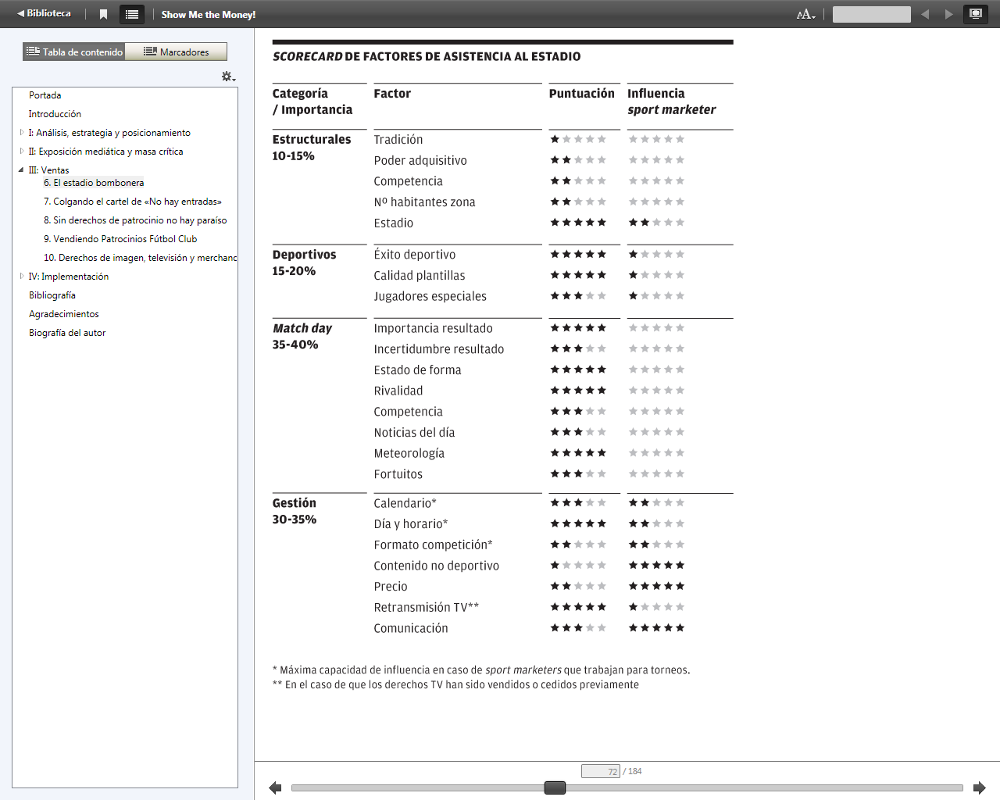 Biblioteca
Show Me the Money!
AA
Tabla de contenido
Marcadores
Portada
Introducción
I: Análisis, estrategia y posicionamiento
II: Exposición mediática y masa crítica
III: Ventas
6. El estadio bombonera
7. Colgando el cartel de «No hay entradas»
8. Sin derechos de patrocinio no hay paraíso
9. Vendiendo Patrocinios Fútbol Club
10. Derechos de imagen, televisión y merchanc
IV: Implementación
Bibliografía
Agradecimientos
Biografía del autor
SCORECARD DE FACTORES DE ASISTENCIA AL ESTADIO
Categoría / Importancia Factor Puntuación Influencia sport marketer
Estructurales 10-15%
Tradición ★★★★★ ★★★★★
Poder adquisitivo ★★★★★ ★★★★★
Competencia ★★★★★ ★★★★★
Nº habitantes zona ★★★★★ ★★★★★
Estadio ★★★★★ ★★★★★
Deportivos 15-20%
Éxito deportivo ★★★★★ ★★★★★
Calidad plantillas ★★★★★ ★★★★★
Jugadores especiales ★★★★★ ★★★★★
Match day 35-40%
Importancia resultado ★★★★★ ★★★★★
Incertidumbre resultado ★★★★★ ★★★★★
Estado de forma ★★★★★ ★★★★★
Rivalidad ★★★★★ ★★★★★
Competencia ★★★★★ ★★★★★
Noticias del día ★★★★★ ★★★★★
Meteorología ★★★★★ ★★★★★
Fortuitos ★★★★★ ★★★★★
Gestión 30-35%
Calendario* ★★★★★ ★★★★★
Día y horario* ★★★★★ ★★★★★
Formato competición* ★★★★★ ★★★★★
Contenido no deportivo ★★★★★ ★★★★★
Precio ★★★★★ ★★★★★
Retransmisión TV** ★★★★★ ★★★★★
Comunicación ★★★★★ ★★★★★
* Máxima capacidad de influencia en caso de sport marketers que trabajan para torneos.
** En el caso de que los derechos TV han sido vendidos o cedidos previamente
72 / 184